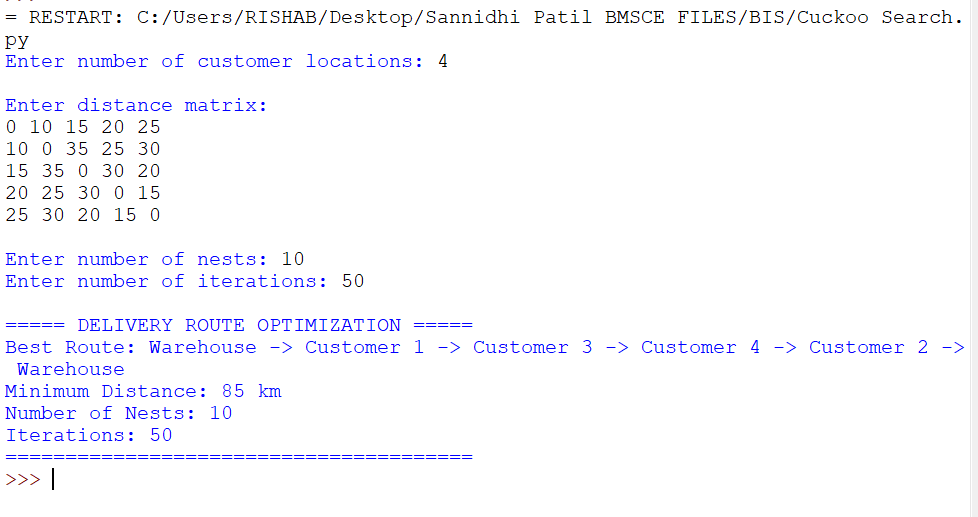 = RESTART: C:/Users/RISHAB/Desktop/Sannidhi Patil BMSCE FILES/BIS/Cuckoo Search.
py
Enter number of customer locations: 4
Enter distance matrix:
0 10 15 20 25
10 0 35 25 30
15 35 0 30 20
20 25 30 0 15
25 30 20 15 0
Enter number of nests: 10
Enter number of iterations: 50
===== DELIVERY ROUTE OPTIMIZATION =====
Best Route: Warehouse -> Customer 1 -> Customer 3 -> Customer 4 -> Customer 2 ->
 Warehouse
Minimum Distance: 85 km
Number of Nests: 10
Iterations: 50
=======================================
>>>